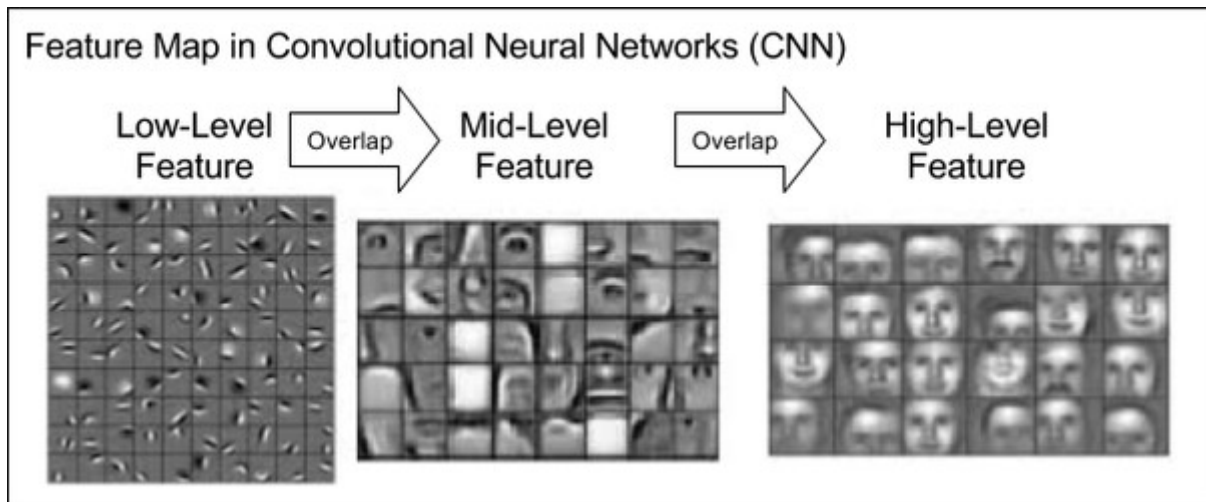 Feature Map in Convolutional Neural Networks (CNN)
Low-Level
Feature
Overlap
Mid-Level
Feature
Overlap
High-Level
Feature